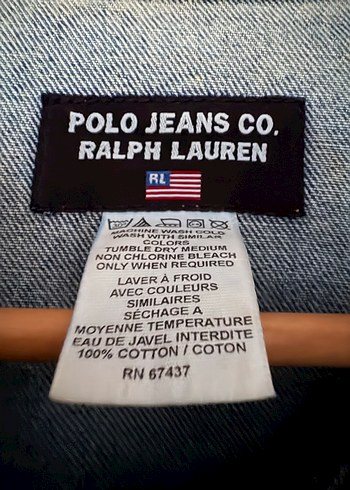 POLO JEANS CO.
RALPH LAUREN
RL
MACHINE WASH COLD
WASH WITH SIMILAR
COLORS
TUMBLE DRY MEDIUM
NON CHLORINE BLEACH
ONLY WHEN REQUIRED
LAVER À FROID
AVEC COULEURS
SIMILAIRES
SÉCHAGE A
MOYENNE TEMPERATURE
EAU DE JAVEL INTERDITE
100% COTTON / COTON
RN 67437